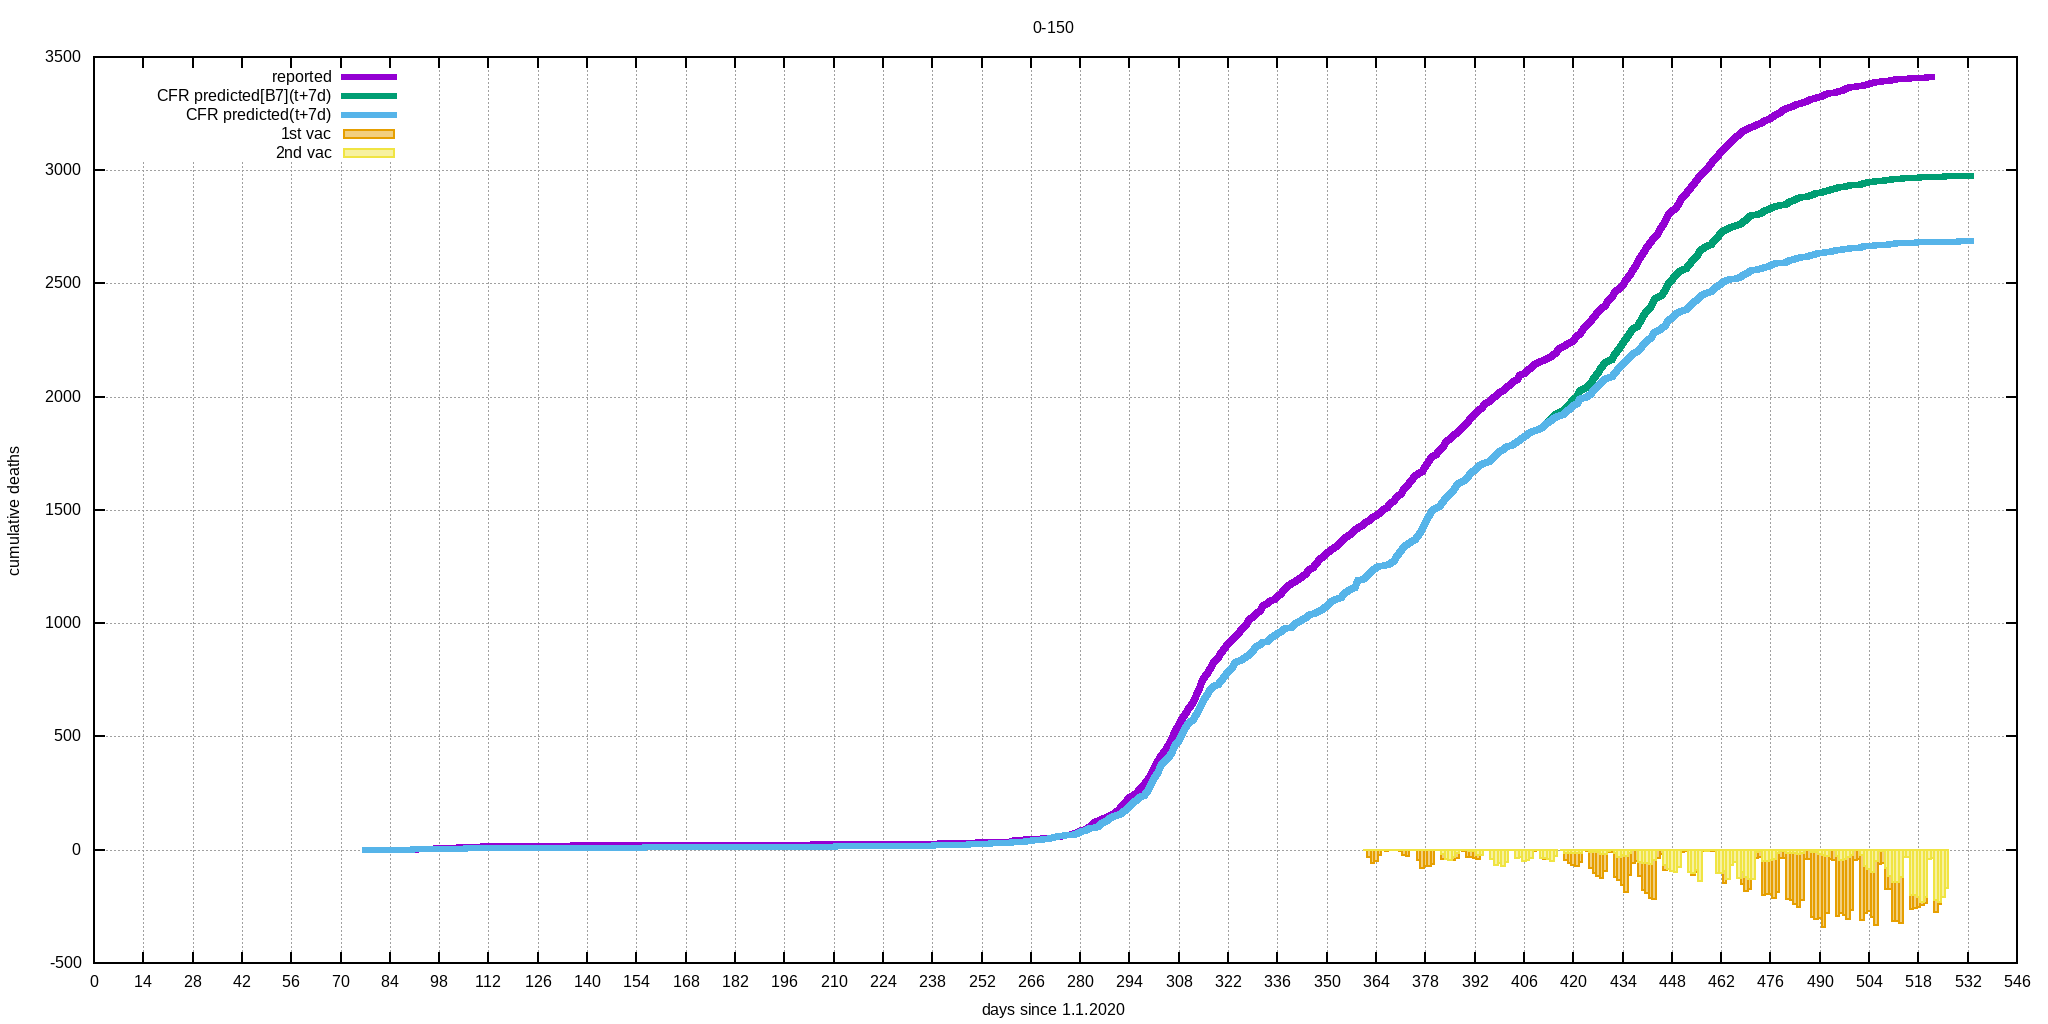 0-150
3500
3000
2500
2000
1500
1000
500
0
-500
cumulative deaths
reported
CFR predicted[B7](t+7d)
CFR predicted(t+7d)
1st vac
2nd vac
0 14 28 42 56 70 84 98 112 126 140 154 168 182 196 210 224 238 252 266 280 294 308 322 336 350 364 378 392 406 420 434 448 462 476 490 504 518 532 546
days since 1.1.2020